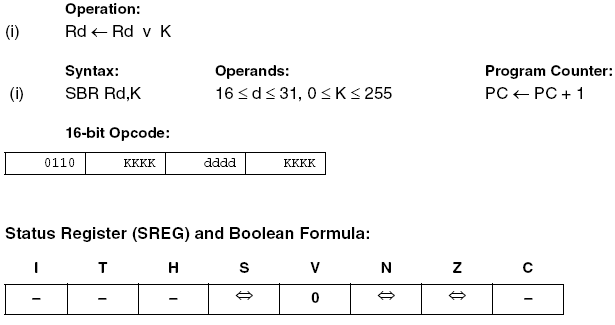 Operation:
(i) Rd ← Rd v K
Syntax: Operands: Program Counter:
(i) SBR Rd,K 16 ≤ d ≤ 31, 0 ≤ K ≤ 255 PC ← PC + 1
16-bit Opcode:
0110 KKKK dddd KKKK
Status Register (SREG) and Boolean Formula:
I T H S V N Z C
– – – ⇔ 0 ⇔ ⇔ –